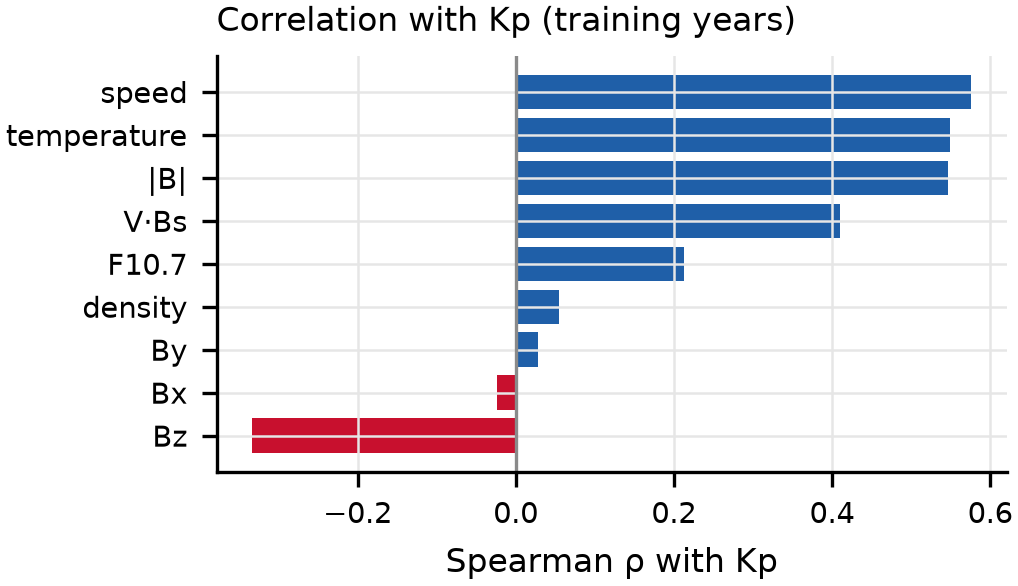 Correlation with Kp (training years)
speed
temperature
|B|
V·Bs
F10.7
density
By
Bx
Bz
−0.2 0.0 0.2 0.4 0.6
Spearman ρ with Kp